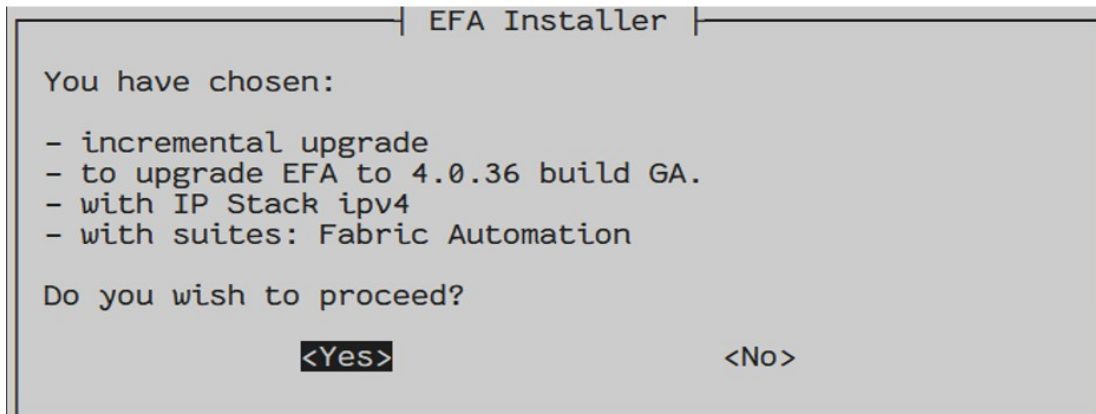 EFA Installer
You have chosen:
- incremental upgrade
- to upgrade EFA to 4.0.36 build GA.
- with IP Stack ipv4
- with suites: Fabric Automation
Do you wish to proceed?
<Yes> <No>